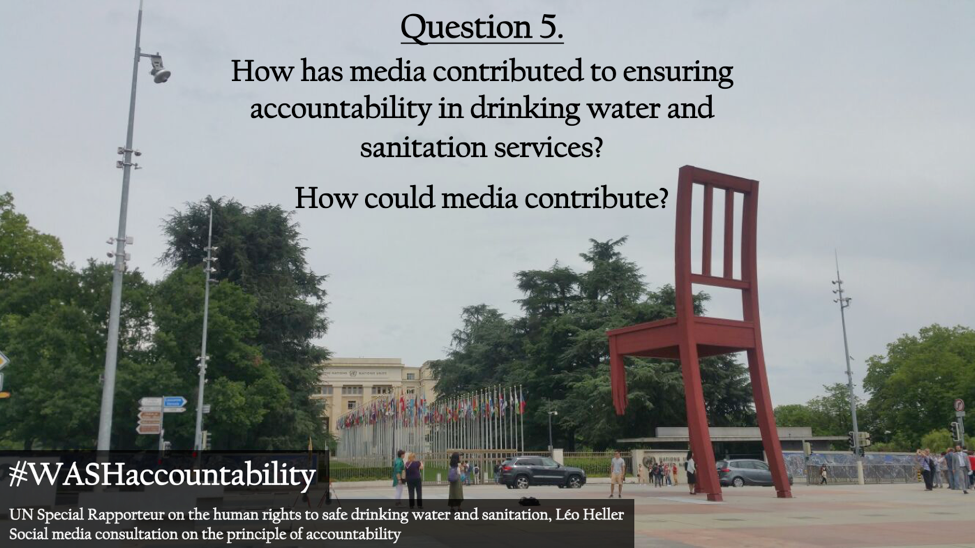 Question 5.
How has media contributed to ensuring
accountability in drinking water and
sanitation services?
How could media contribute?
#WASHaccountability
UN Special Rapporteur on the human rights to safe drinking water and sanitation, Léo Heller
Social media consultation on the principle of accountability